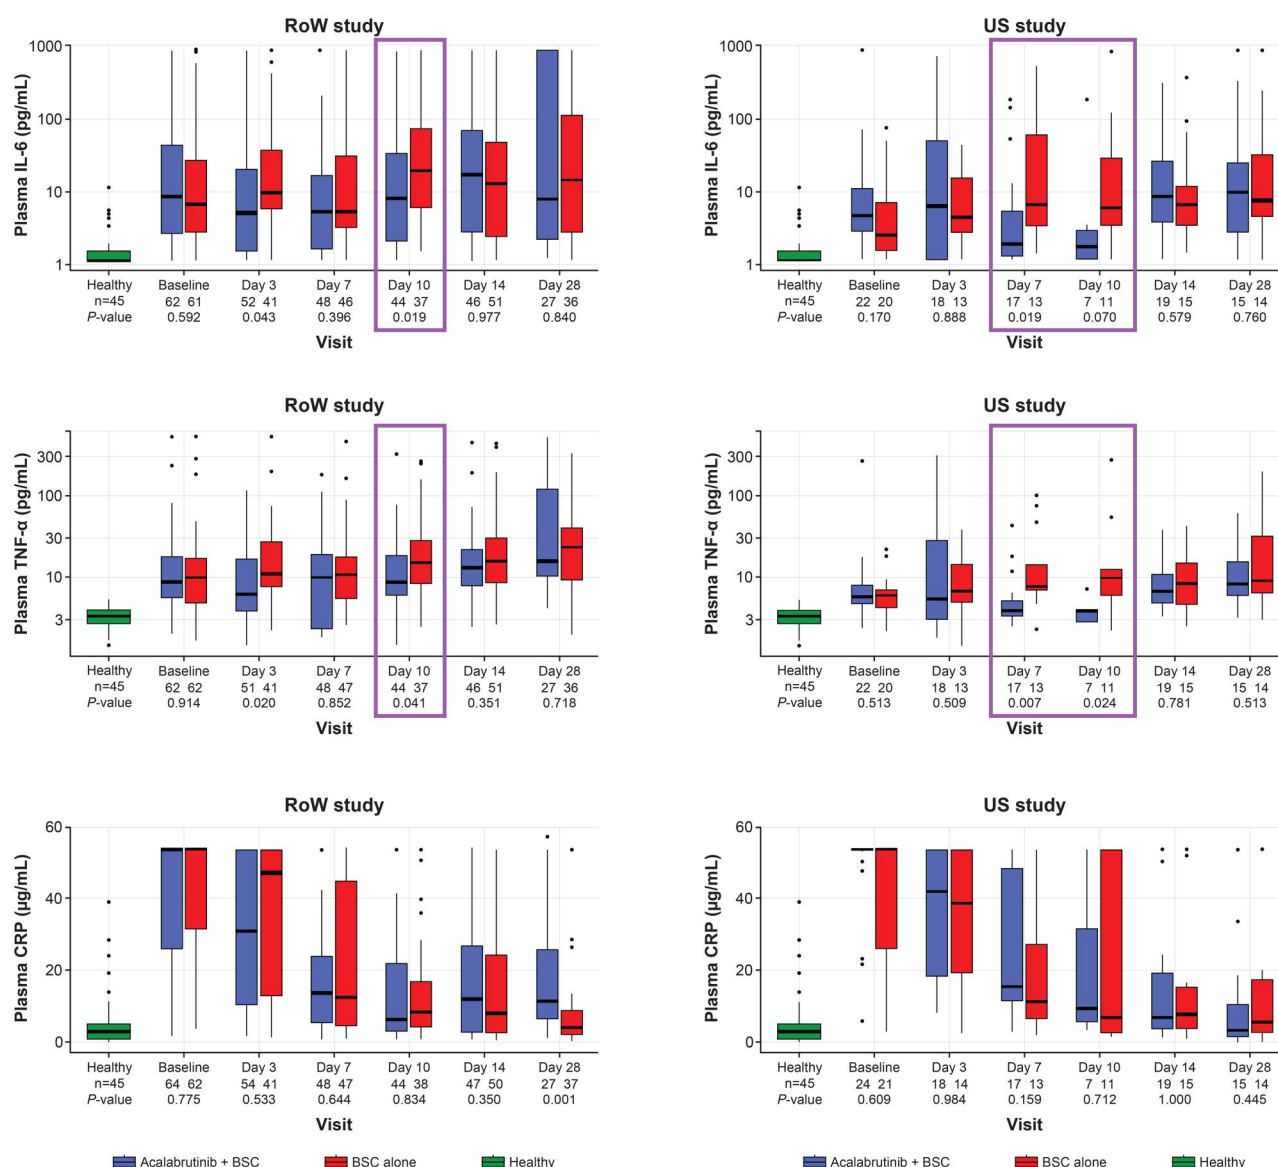 RoW study
1000
100
10
1
Plasma IL-6 (pg/mL)
Healthy Baseline Day 3 Day 7 Day 10 Day 14 Day 28
n=45 62 61 52 41 48 46 44 37 46 51 27 36
P-value 0.592 0.043 0.396 0.019 0.977 0.840
Visit
US study
1000
100
10
1
Plasma IL-6 (pg/mL)
Healthy Baseline Day 3 Day 7 Day 10 Day 14 Day 28
n=45 22 20 18 13 17 13 7 11 19 15 15 14
P-value 0.170 0.888 0.019 0.070 0.579 0.760
Visit
RoW study
300
100
30
10
3
Plasma TNF-α (pg/mL)
Healthy Baseline Day 3 Day 7 Day 10 Day 14 Day 28
n=45 62 62 51 41 48 47 44 37 46 51 27 36
P-value 0.914 0.020 0.852 0.041 0.351 0.718
Visit
US study
300
100
30
10
3
Plasma TNF-α (pg/mL)
Healthy Baseline Day 3 Day 7 Day 10 Day 14 Day 28
n=45 22 20 18 13 17 13 7 11 19 15 15 14
P-value 0.513 0.509 0.007 0.024 0.781 0.513
Visit
RoW study
60
40
20
0
Plasma CRP (µg/mL)
Healthy Baseline Day 3 Day 7 Day 10 Day 14 Day 28
n=45 64 62 54 41 48 47 44 38 47 50 27 37
P-value 0.775 0.533 0.644 0.834 0.350 0.001
Visit
Acalabrutinib + BSC BSC alone Healthy
US study
60
40
20
0
Plasma CRP (µg/mL)
Healthy Baseline Day 3 Day 7 Day 10 Day 14 Day 28
n=45 24 21 18 14 17 13 7 11 19 15 15 14
P-value 0.609 0.984 0.159 0.712 1.000 0.445
Visit
Acalabrutinib + BSC BSC alone Healthy